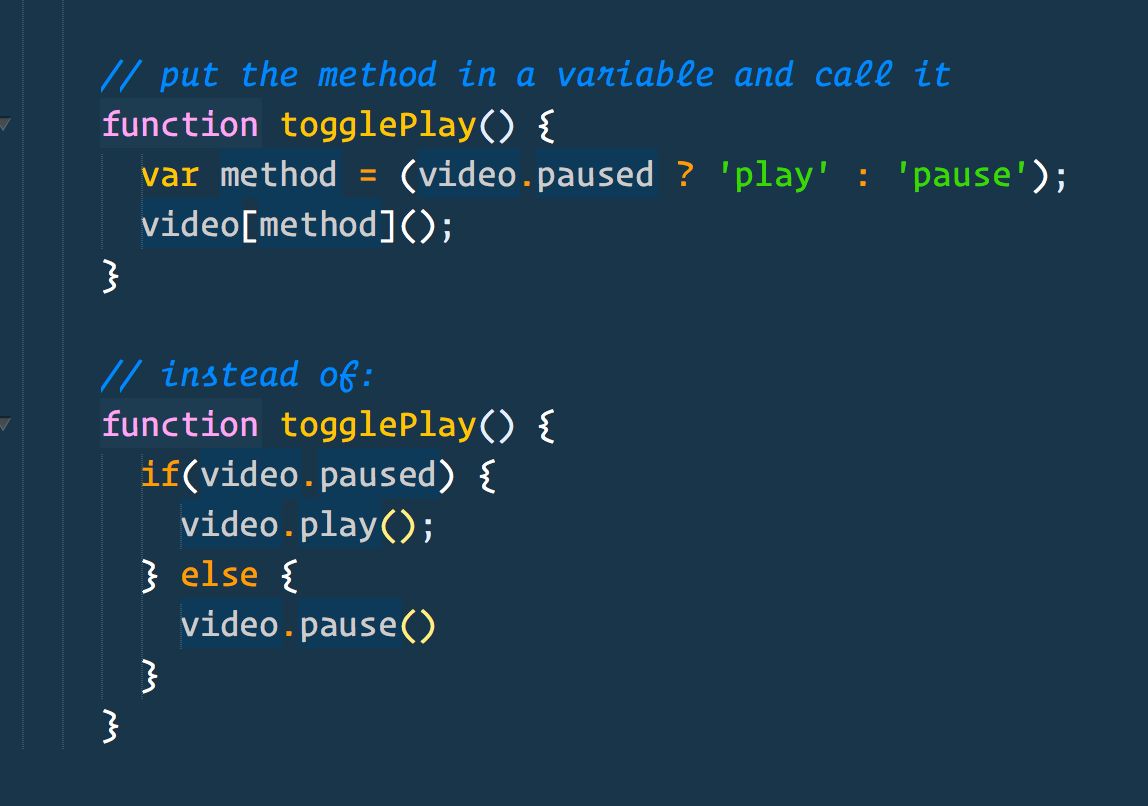 // put the method in a variable and call it
function togglePlay() {
  var method = (video.paused ? 'play' : 'pause');
  video[method]();
}

// instead of:
function togglePlay() {
  if(video.paused) {
    video.play();
  } else {
    video.pause()
  }
}